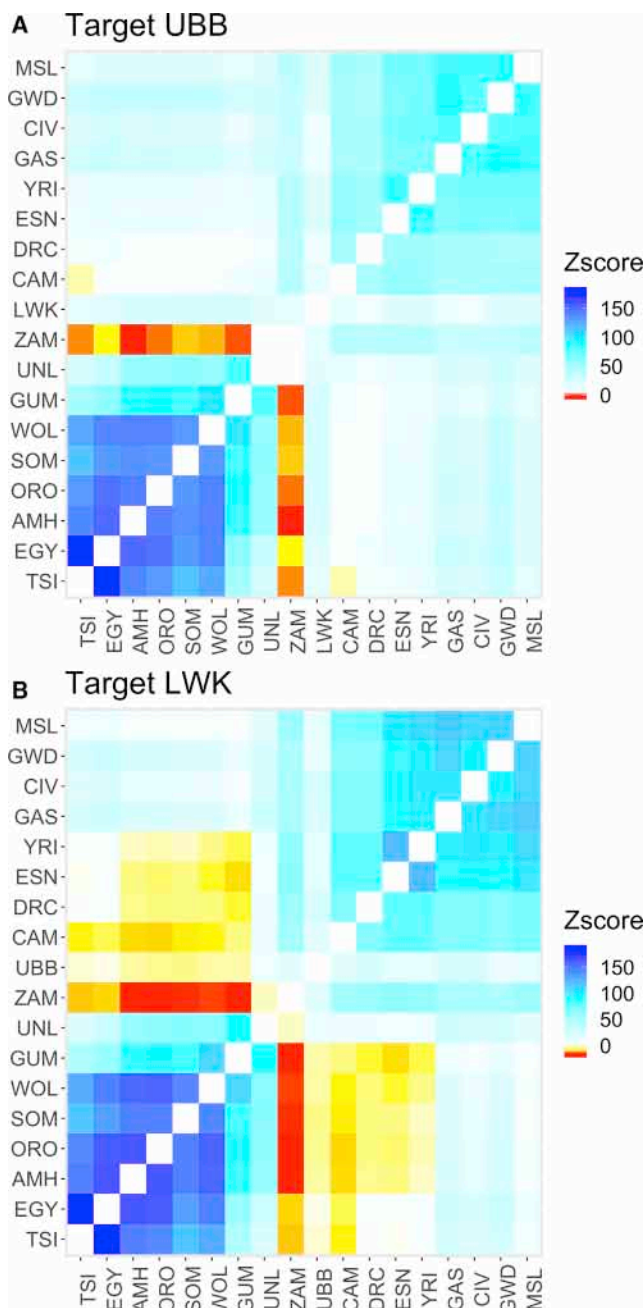 A Target UBB
MSL
GWD
CIV
GAS
YRI
ESN
DRC
CAM
LWK
ZAM
UNL
GUM
WOL
SOM
ORO
AMH
EGY
TSI
TSI EGY AMH ORO SOM WOL GUM UNL ZAM LWK CAM DRC ESN YRI GAS CIV GWD MSL
Zscore
150
100
50
0
B Target LWK
MSL
GWD
CIV
GAS
YRI
ESN
DRC
CAM
UBB
ZAM
UNL
GUM
WOL
SOM
ORO
AMH
EGY
TSI
TSI EGY AMH ORO SOM WOL GUM UNL ZAM UBB CAM DRC ESN YRI GAS CIV GWD MSL
Zscore
150
100
50
0